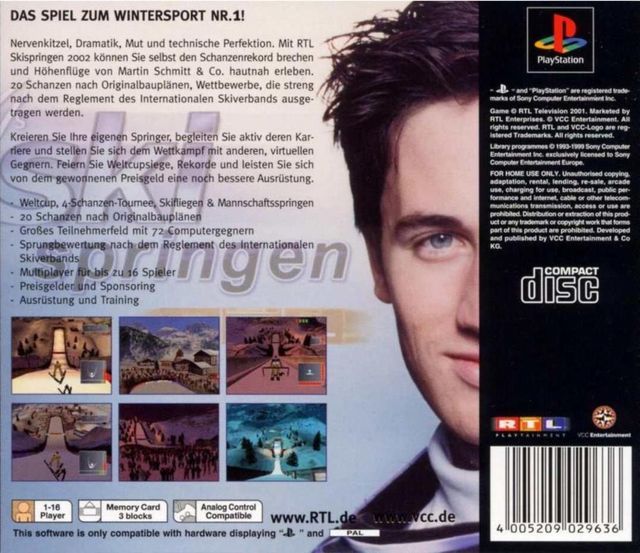 DAS SPIEL ZUM WINTERSPORT NR.1!
Nervenkitzel, Dramatik, Mut und technische Perfektion. Mit RTL
Skispringen 2002 können Sie selbst den Schanzenrekord brechen
und Höhenflüge von Martin Schmitt & Co. hautnah erleben.
20 Schanzen nach Originalbauplänen, Wettbewerbe, die streng
nach dem Reglement des Internationalen Skiverbands ausge-
tragen werden.
Kreieren Sie Ihre eigenen Springer, begleiten Sie aktiv deren Kar-
riere und stellen Sie sich dem Wettkampf mit anderen, virtuellen
Gegnern. Feiern Sie Weltcupsiege, Rekorde und leisten Sie sich
von dem gewonnenen Preisgeld eine noch bessere Ausrüstung.
- Weltcup, 4-Schanzen-Tournee, Skifliegen & Mannschaftsspringen
- 20 Schanzen nach Originalbauplänen
- Großes Teilnehmerfeld mit 72 Computergegnern
- Sprungbewertung nach dem Reglement des Internationalen
Skiverbands
- Multiplayer für bis zu 16 Spieler
- Preisgelder und Sponsoring
- Ausrüstung und Training
Ski
springen
1-16
Player
Memory Card
3 blocks
Analog Control
Compatible
www.RTL.de
www.vcc.de
This software is only compatible with hardware displaying " " and PAL
PlayStation
" " and "PlayStation" are registered trade-
marks of Sony Computer Entertainment Inc.
Game © RTL Television 2001. Marketed by
RTL Enterprises. © VCC Entertainment. All
rights reserved. RTL and VCC-Logo are reg-
istered Trademarks. All rights reserved.
Library programmes © 1993-1999 Sony Computer
Entertainment Inc. exclusively licensed to Sony
Computer Entertainment Europe.
FOR HOME USE ONLY. Unauthorised copying,
adaptation, rental, lending, re-sale, arcade
use, charging for use, broadcast, public per-
formance and internet, cable or other tele-
communications transmission, access or use are
prohibited. Distribution or extraction of this prod-
uct or any trademark or copyright work that forms
part of this product are prohibited. Developed
and published by VCC Entertainment & Co
KG.
COMPACT
disc
RTL
PLAYTAINMENT
VCC Entertainment
4 005209 029636